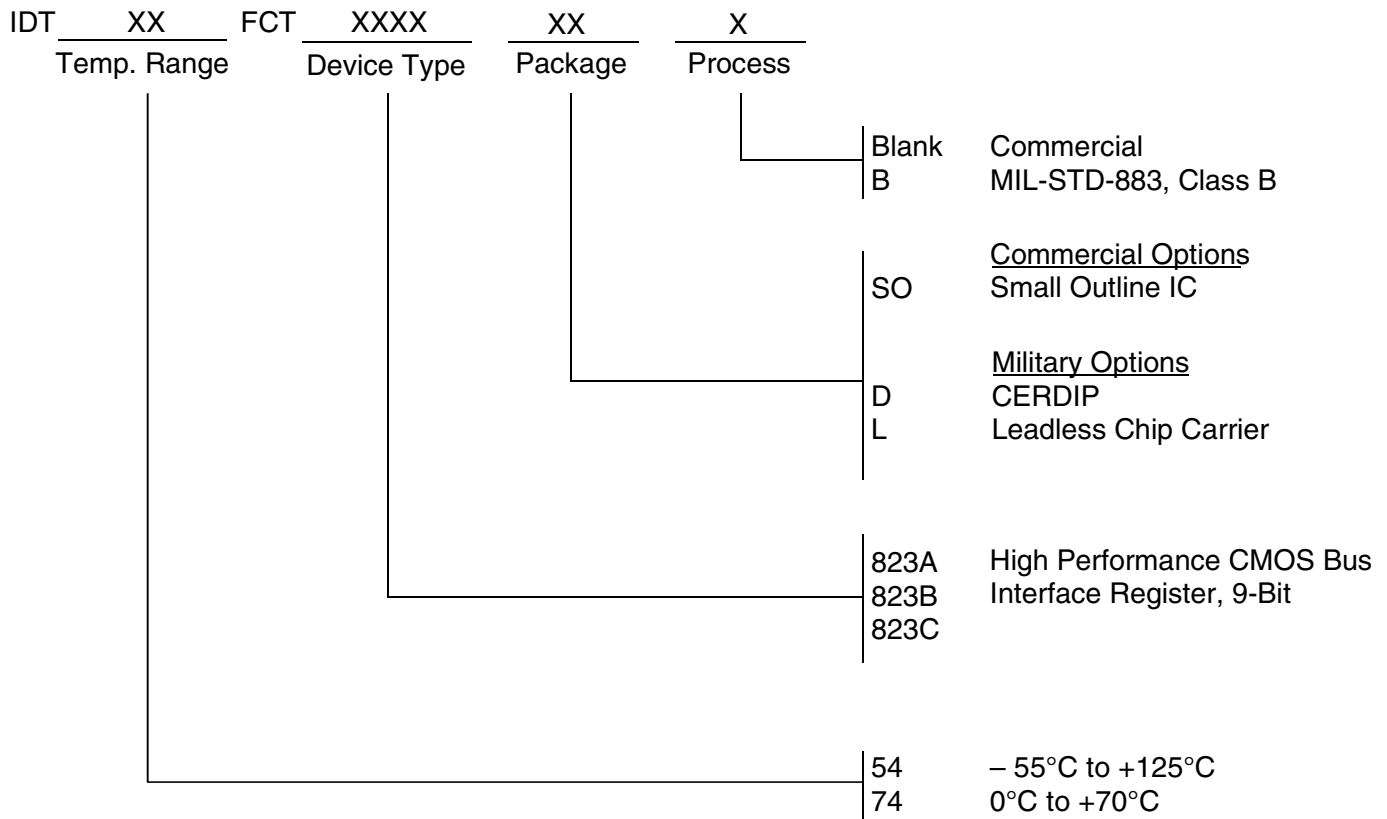 IDT XX FCT XXXX XX X
Temp. Range Device Type Package Process
Blank Commercial
B MIL-STD-883, Class B
Commercial Options
SO Small Outline IC
Military Options
D CERDIP
L Leadless Chip Carrier
823A High Performance CMOS Bus
823B Interface Register, 9-Bit
823C
54 – 55°C to +125°C
74 0°C to +70°C